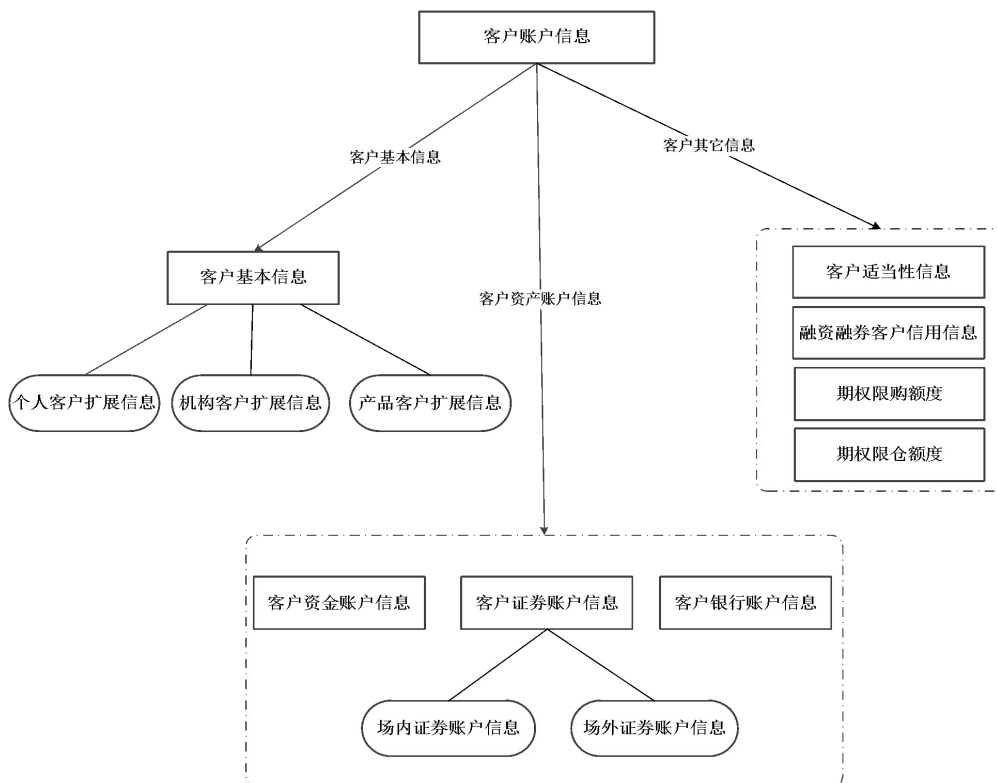 客户账户信息
客户基本信息
客户其它信息
客户资产账户信息
客户基本信息
个人客户扩展信息
机构客户扩展信息
产品客户扩展信息
客户适当性信息
融资融券客户信用信息
期权限购额度
期权限仓额度
客户资金账户信息
客户证券账户信息
客户银行账户信息
场内证券账户信息
场外证券账户信息